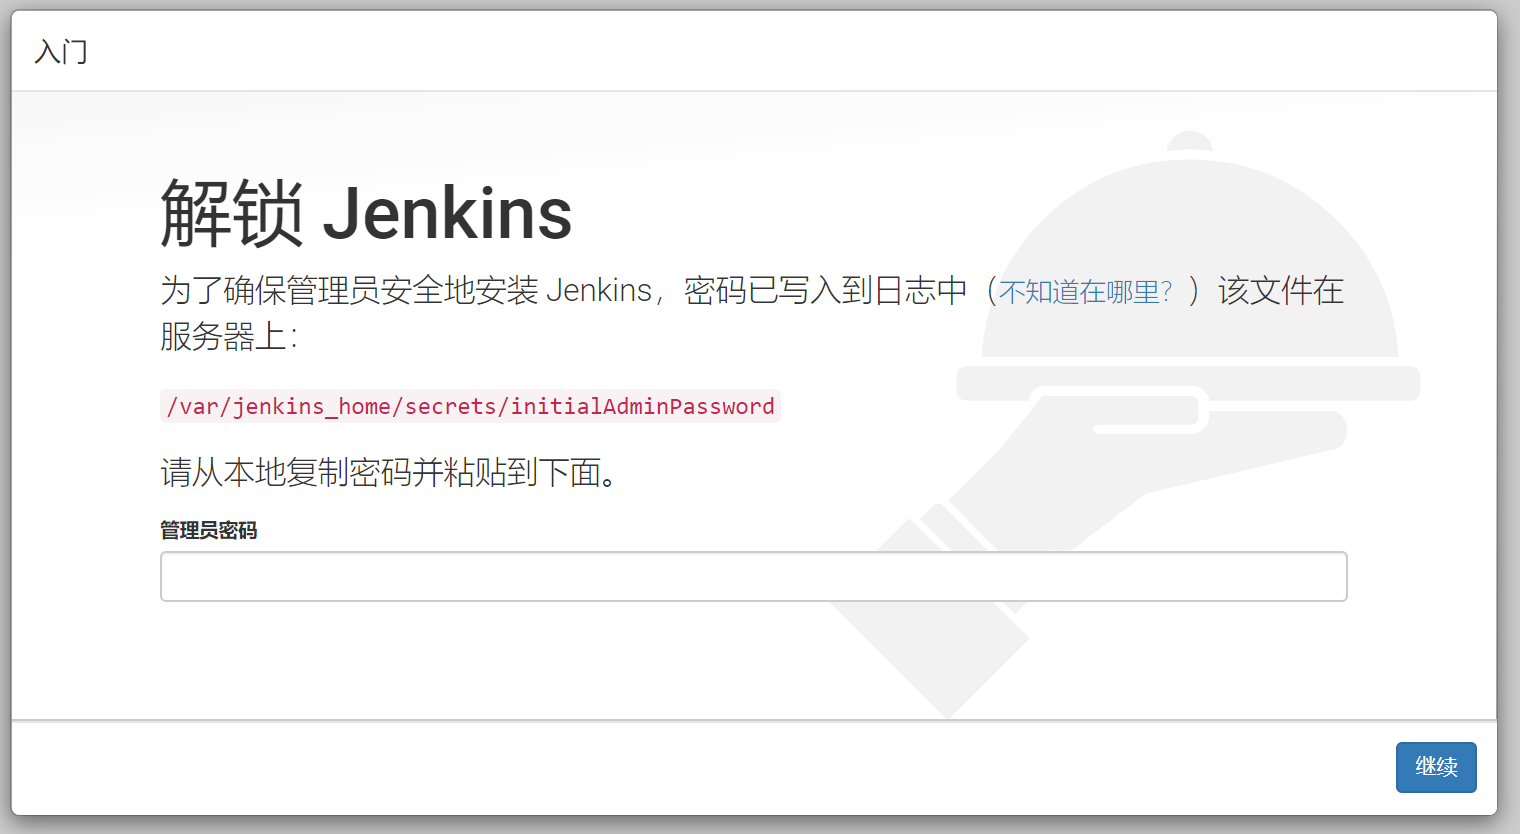 入门
解锁 Jenkins
为了确保管理员安全地安装 Jenkins，密码已写入到日志中（不知道在哪里？）该文件在
服务器上：
/var/jenkins_home/secrets/initialAdminPassword
请从本地复制密码并粘贴到下面。
管理员密码
继续